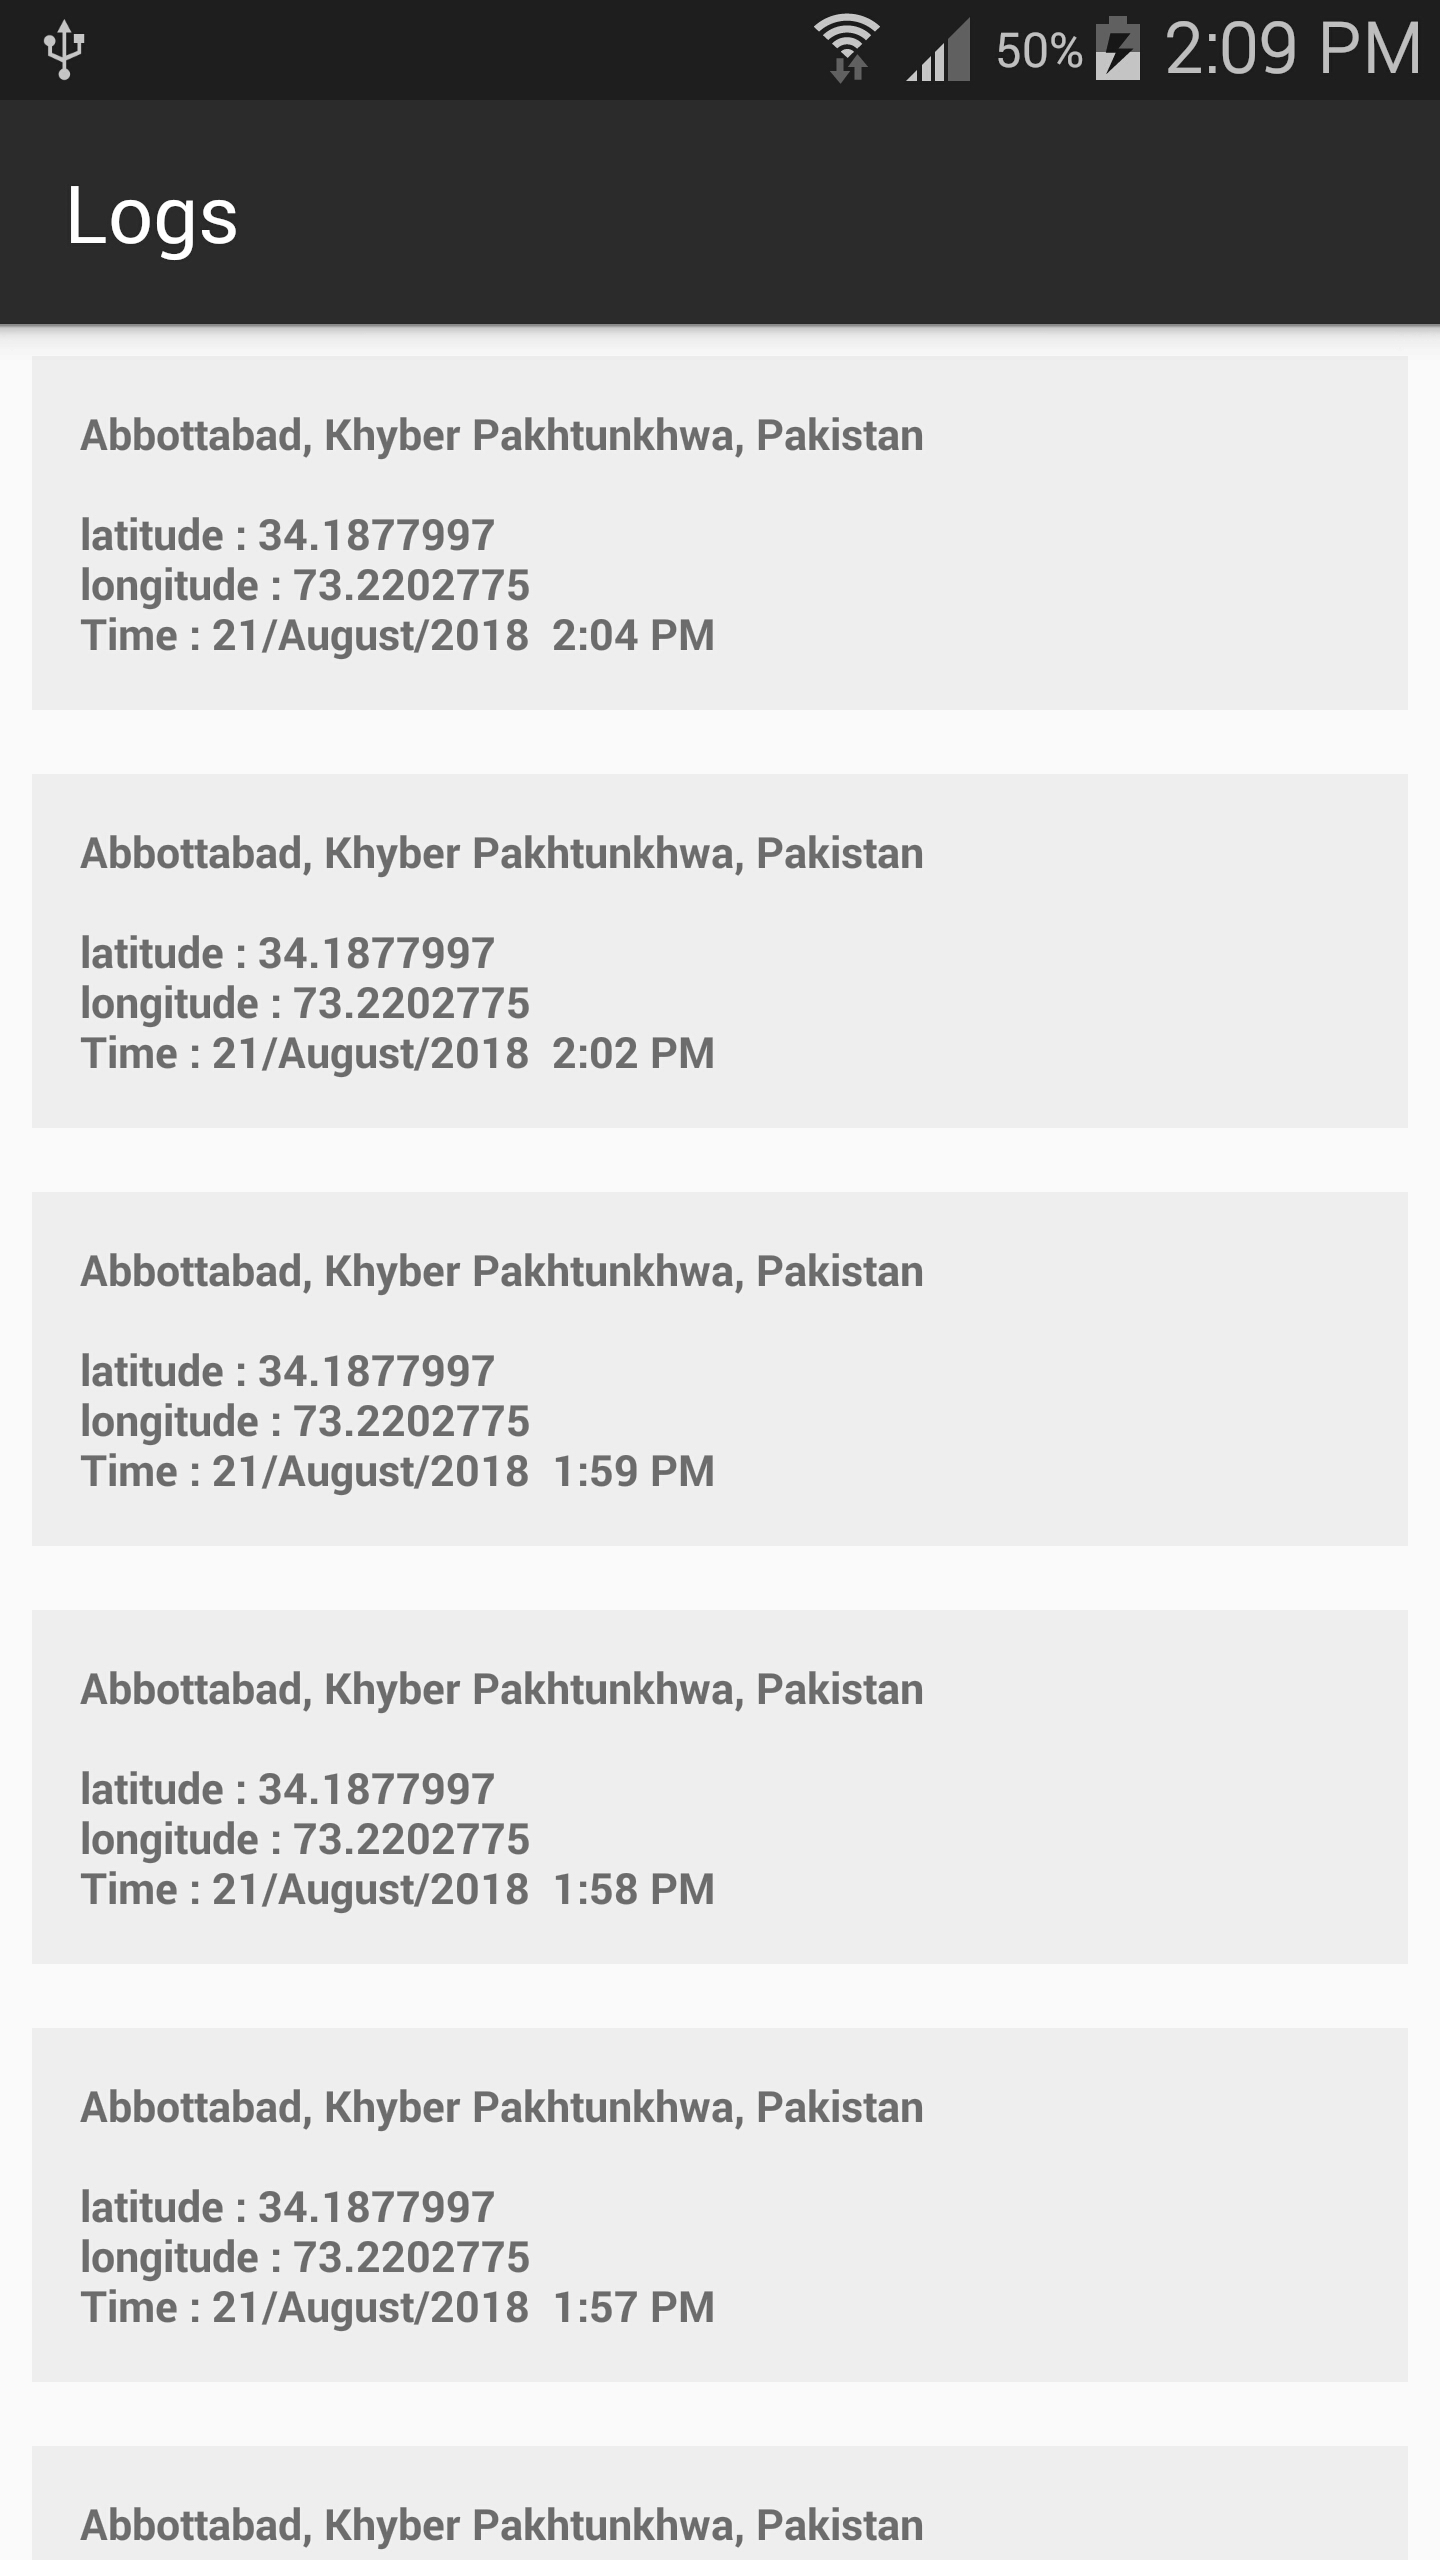 50% 2:09 PM
Logs
Abbottabad, Khyber Pakhtunkhwa, Pakistan
latitude : 34.1877997
longitude : 73.2202775
Time : 21/August/2018  2:04 PM
Abbottabad, Khyber Pakhtunkhwa, Pakistan
latitude : 34.1877997
longitude : 73.2202775
Time : 21/August/2018  2:02 PM
Abbottabad, Khyber Pakhtunkhwa, Pakistan
latitude : 34.1877997
longitude : 73.2202775
Time : 21/August/2018  1:59 PM
Abbottabad, Khyber Pakhtunkhwa, Pakistan
latitude : 34.1877997
longitude : 73.2202775
Time : 21/August/2018  1:58 PM
Abbottabad, Khyber Pakhtunkhwa, Pakistan
latitude : 34.1877997
longitude : 73.2202775
Time : 21/August/2018  1:57 PM
Abbottabad, Khyber Pakhtunkhwa, Pakistan